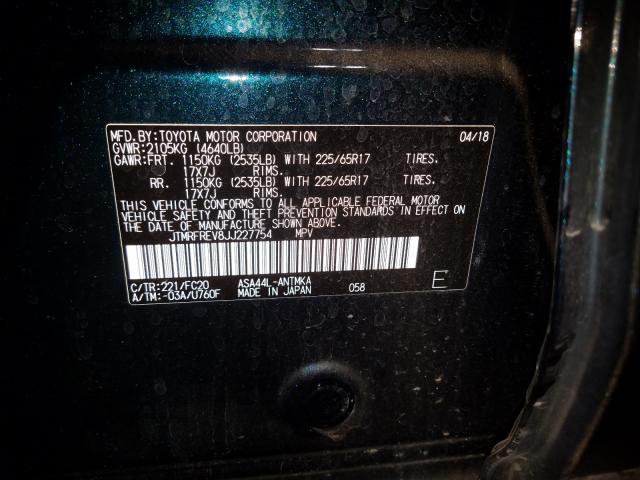 MFD.BY:TOYOTA MOTOR CORPORATION 04/18
GVWR:2105KG (4640LB)
GAWR:FRT. 1150KG (2535LB) WITH 225/65R17 TIRES.
17X7J RIMS.
RR. 1150KG (2535LB) WITH 225/65R17 TIRES.
17X7J RIMS.
THIS VEHICLE CONFORMS TO ALL APPLICABLE FEDERAL MOTOR
VEHICLE SAFETY AND THEFT PREVENTION STANDARDS IN EFFECT ON
THE DATE OF MANUFACTURE SHOWN ABOVE.
JTMRFREV8JJ227754 MPV
C/TR:221/FC20 ASA44L-ANTMKA
A/TM:-03A/U760F MADE IN JAPAN 058 E